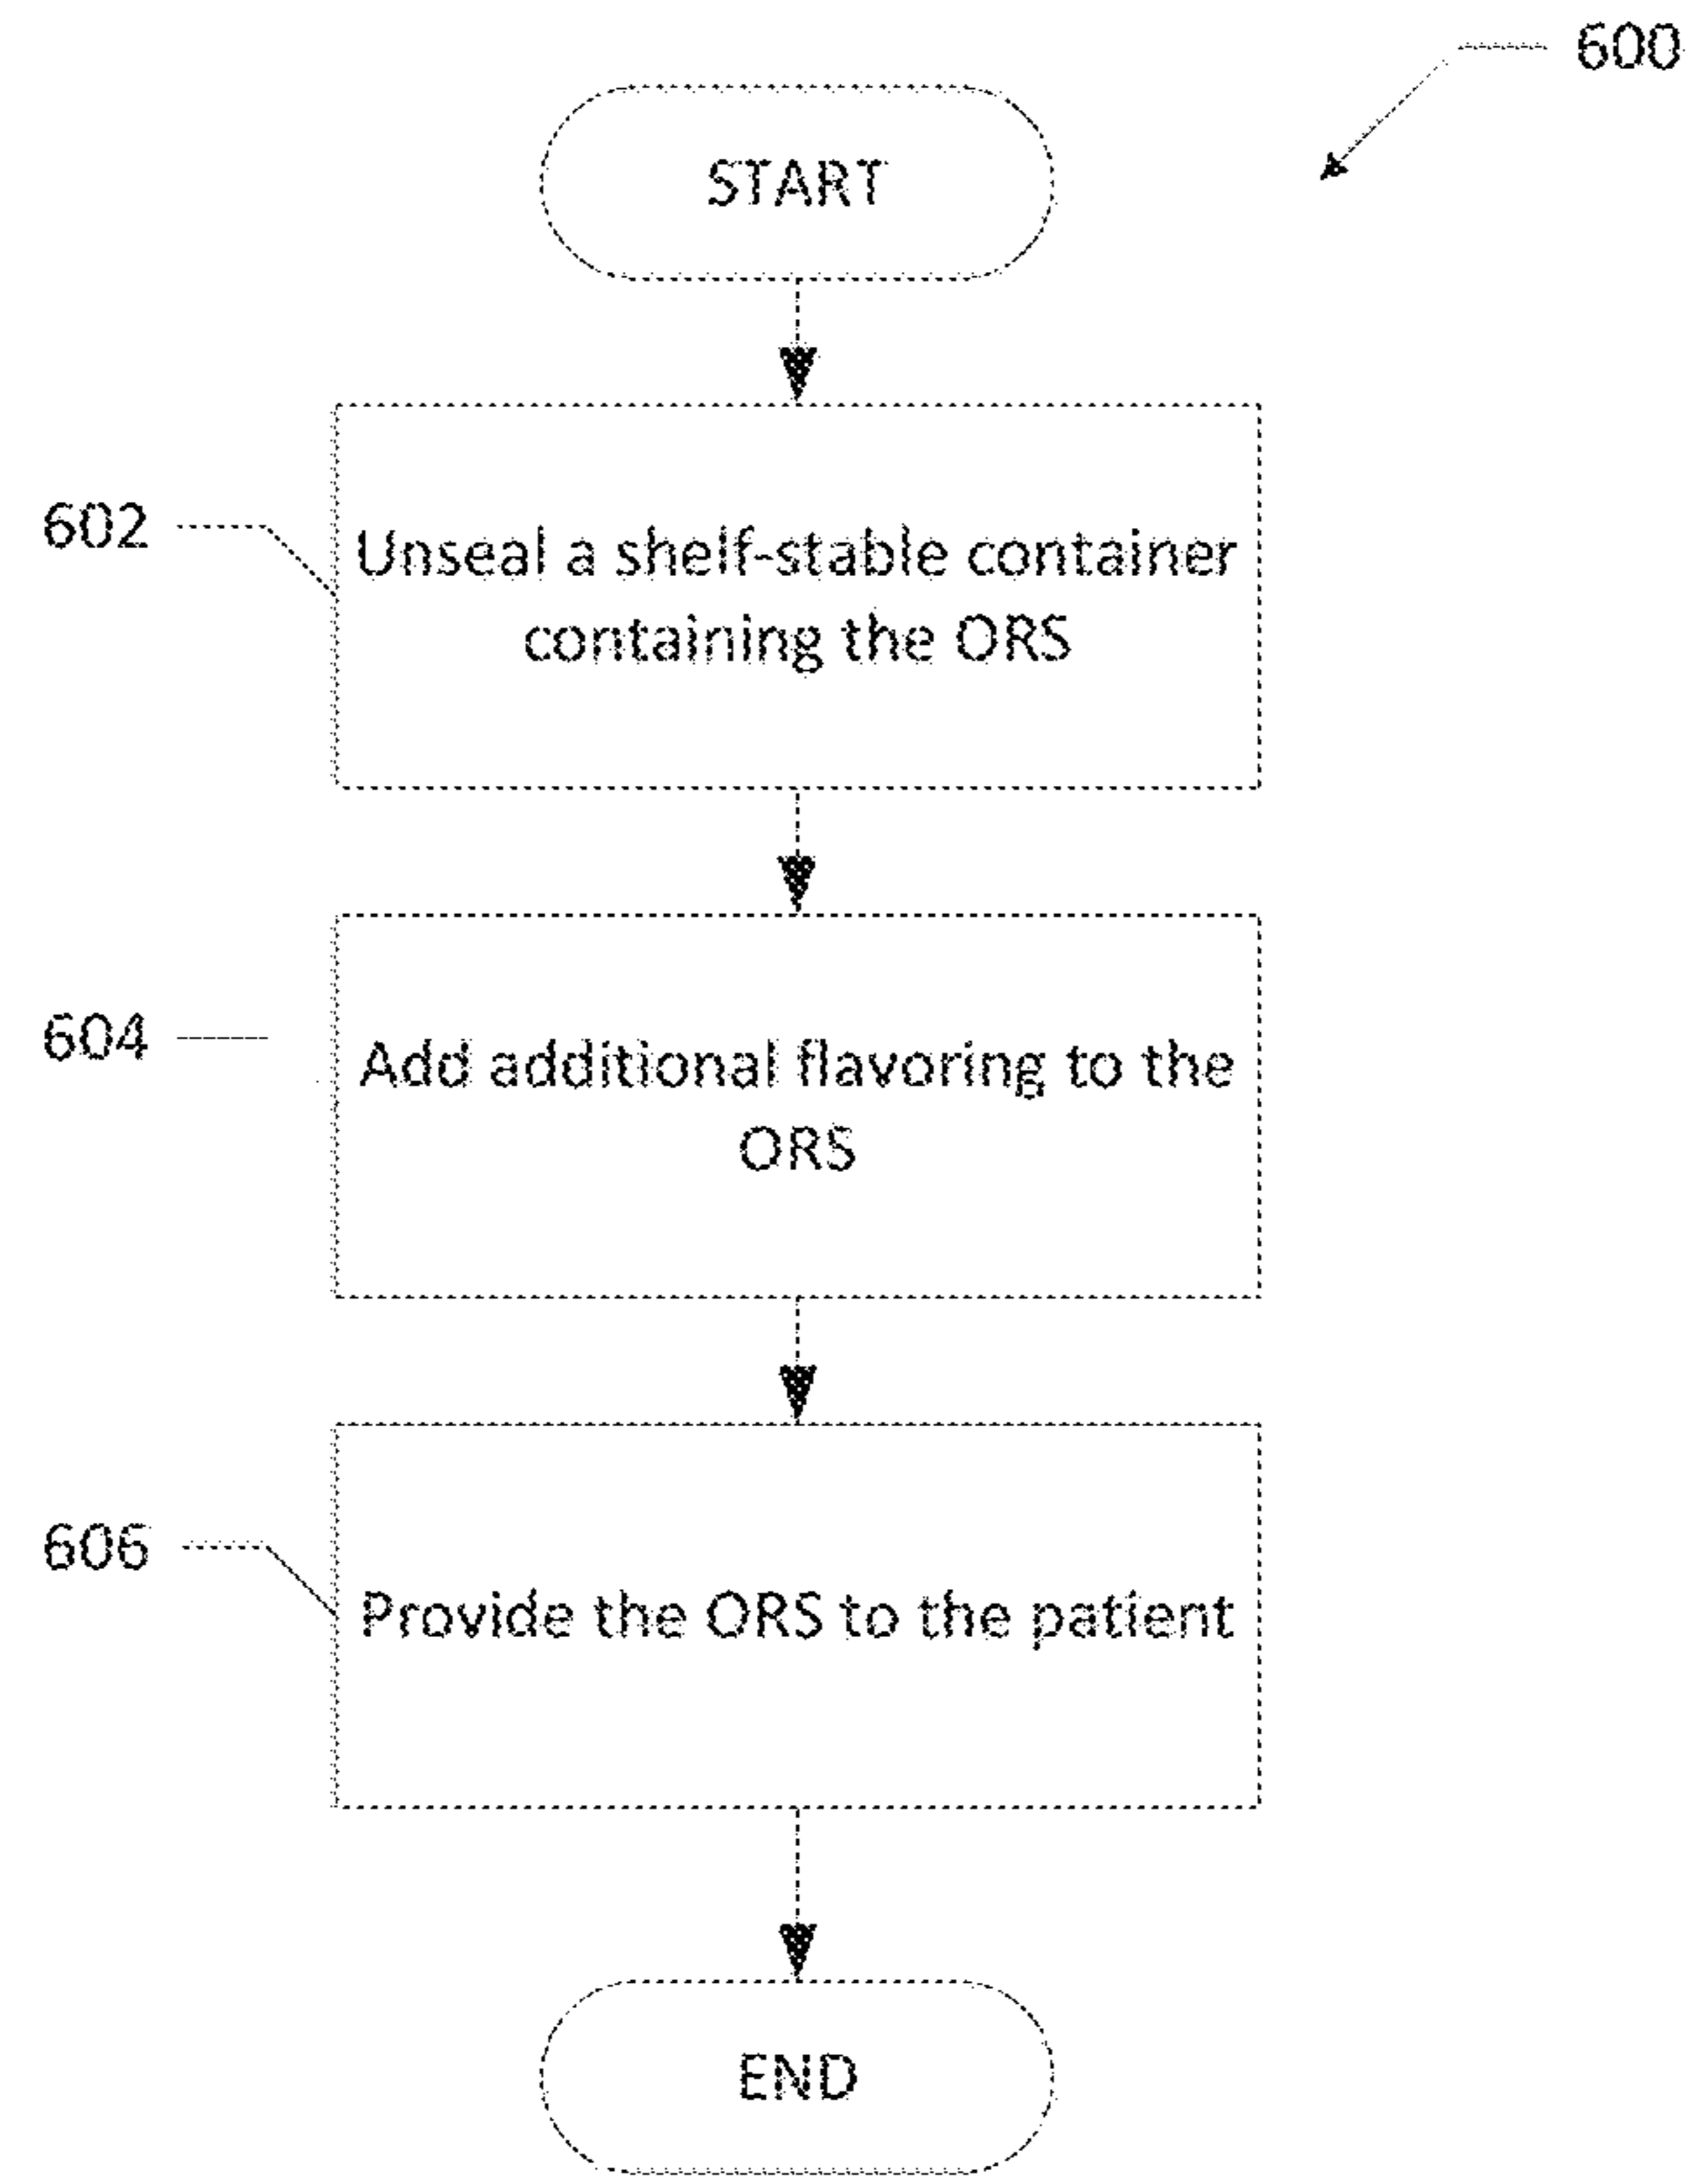 600
START
602
Unseal a shelf-stable container
containing the ORS
604
Add additional flavoring to the
ORS
606
Provide the ORS to the patient
END